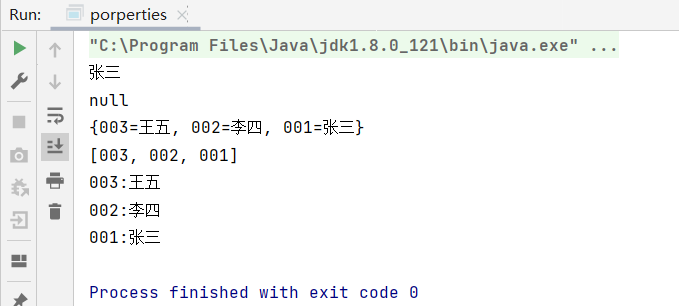 Run: porperties
"C:\Program Files\Java\jdk1.8.0_121\bin\java.exe" ...
张三
null
{003=王五, 002=李四, 001=张三}
[003, 002, 001]
003:王五
002:李四
001:张三
Process finished with exit code 0